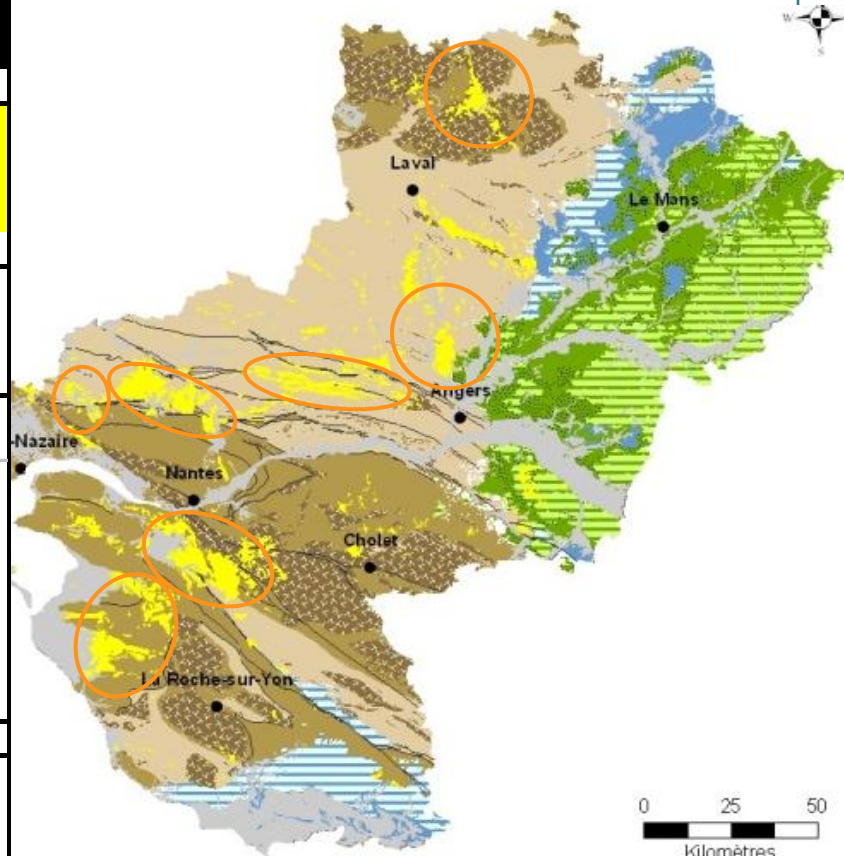 W
S
Laval
Le Mans
Angers
-Nazaire
Nantes
Cholet
La Roche-sur-Yon
0 25 50
Kilomètres